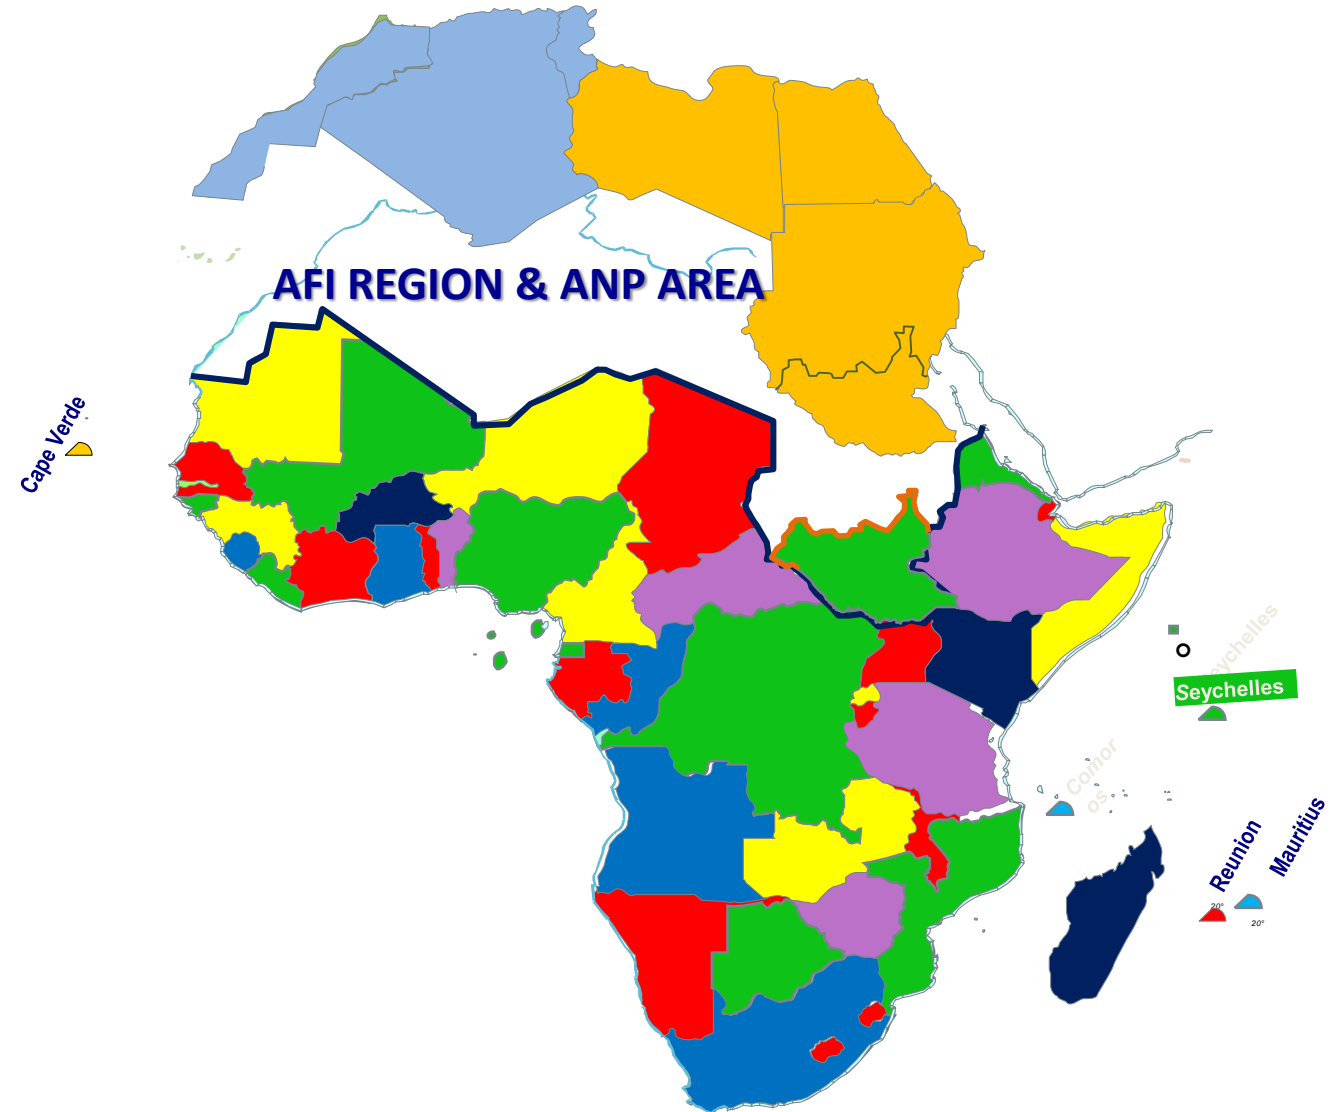 AFI REGION & ANP AREA
Cape Verde
Seychelles
Seychelles
Comor
os
Reunion
Mauritius
20°
20°